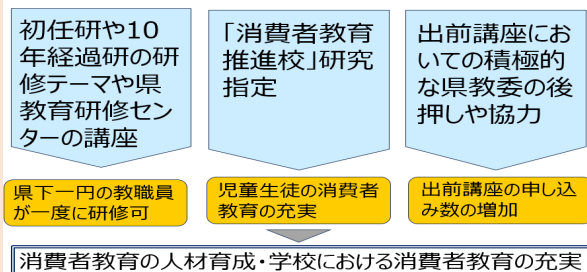 初任研や10
年経過研の研
修テーマや県
教育研修セン
ターの講座
「消費者教育
推進校」研究
指定
出前講座にお
いての積極的
な県教委の後
押しや協力
県下一円の教職員
が一度に研修可
児童生徒の消費者
教育の充実
出前講座の申し込
み数の増加
消費者教育の人材育成・学校における消費者教育の充実